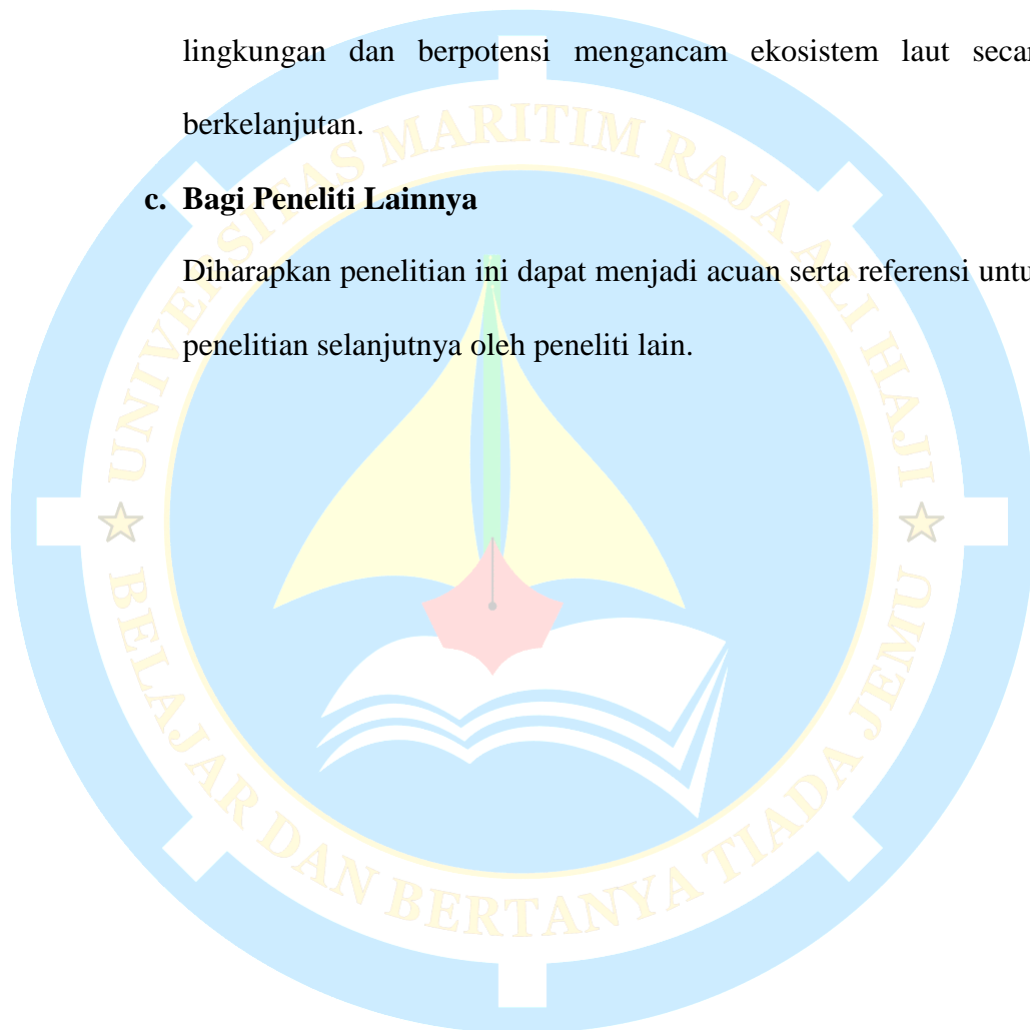 lingkungan dan berpotensi mengancam ekosistem laut secar
berkelanjutan.
c. Bagi Peneliti Lainnya
Diharapkan penelitian ini dapat menjadi acuan serta referensi untu
penelitian selanjutnya oleh peneliti lain.
UNIVERSITAS MARITIM RAJA ALI HAJI
BELAJAR DAN BERTANYA TIADA JEMU